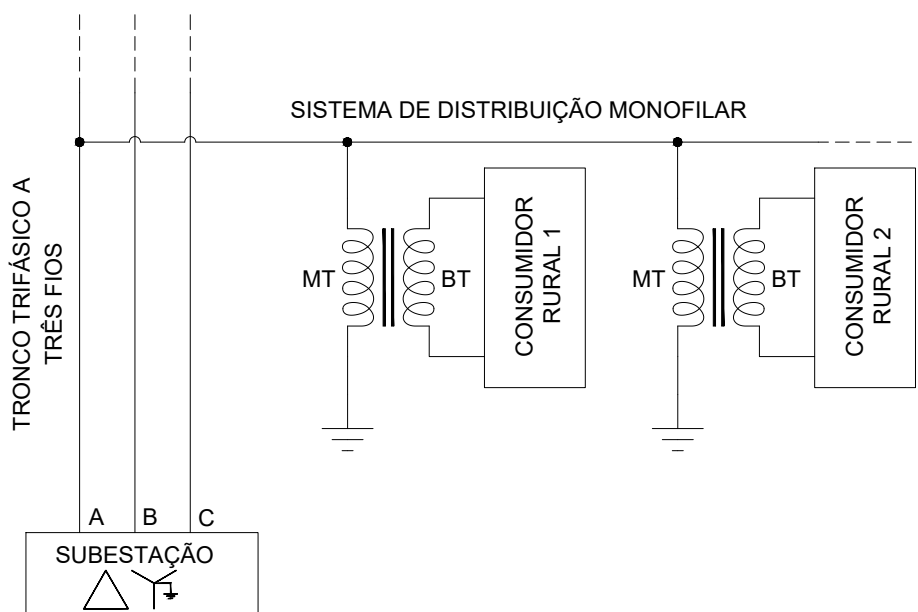 SISTEMA DE DISTRIBUIÇÃO MONOFILAR
TRONCO TRIFÁSICO A
TRÊS FIOS
MT
BT
CONSUMIDOR
RURAL 1
MT
BT
CONSUMIDOR
RURAL 2
A B C
SUBESTAÇÃO